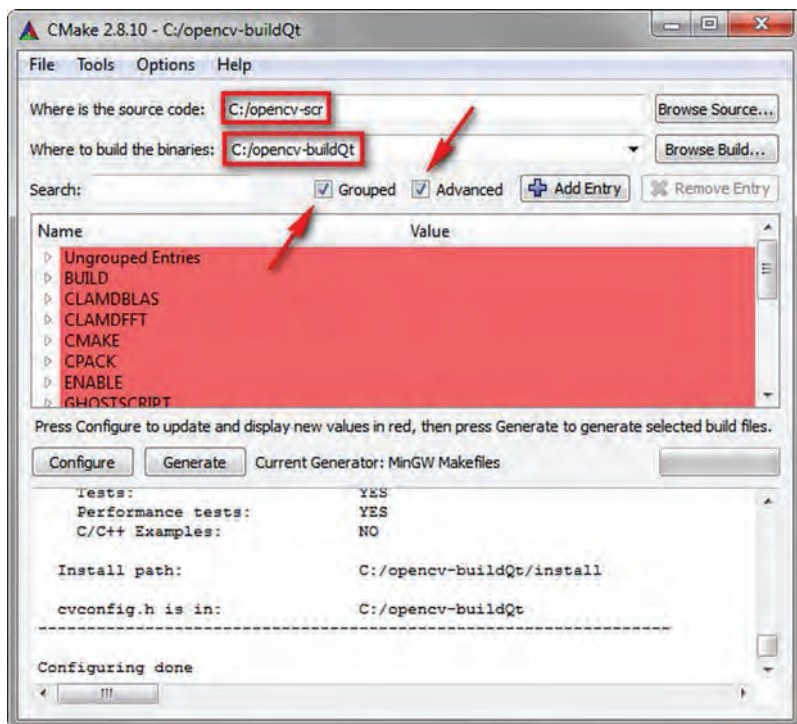 CMake 2.8.10 - C:/opencv-buildQt
File Tools Options Help
Where is the source code: C:/opencv-scr Browse Source...
Where to build the binaries: C:/opencv-buildQt Browse Build...
Search: Grouped Advanced Add Entry Remove Entry
Name Value
Ungrouped Entries
BUILD
CLAMDBLAS
CLAMDFFT
CMAKE
CPACK
ENABLE
GHOSTSCRIPT
Press Configure to update and display new values in red, then press Generate to generate selected build files.
Configure Generate Current Generator: MinGW Makefiles
Tests: YES
Performance tests: YES
C/C++ Examples: NO
Install path: C:/opencv-buildQt/install
cvconfig.h is in: C:/opencv-buildQt
------------------------------------------------------------------
Configuring done